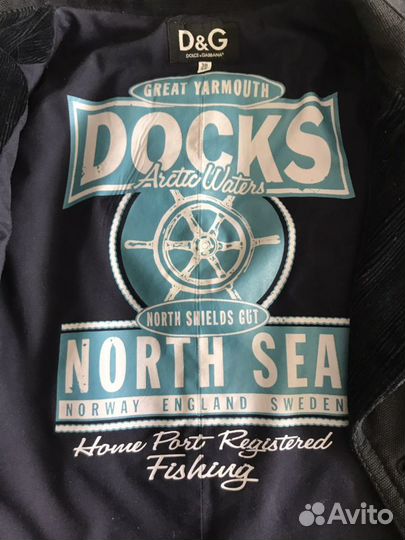 D&G
DOLCE & GABBANA
GREAT YARMOUTH
DOCKS
Arctic Waters
NORTH SHIELDS GUT
NORTH SEA
NORWAY ENGLAND SWEDEN
Home Port Registered
Fishing
Avito